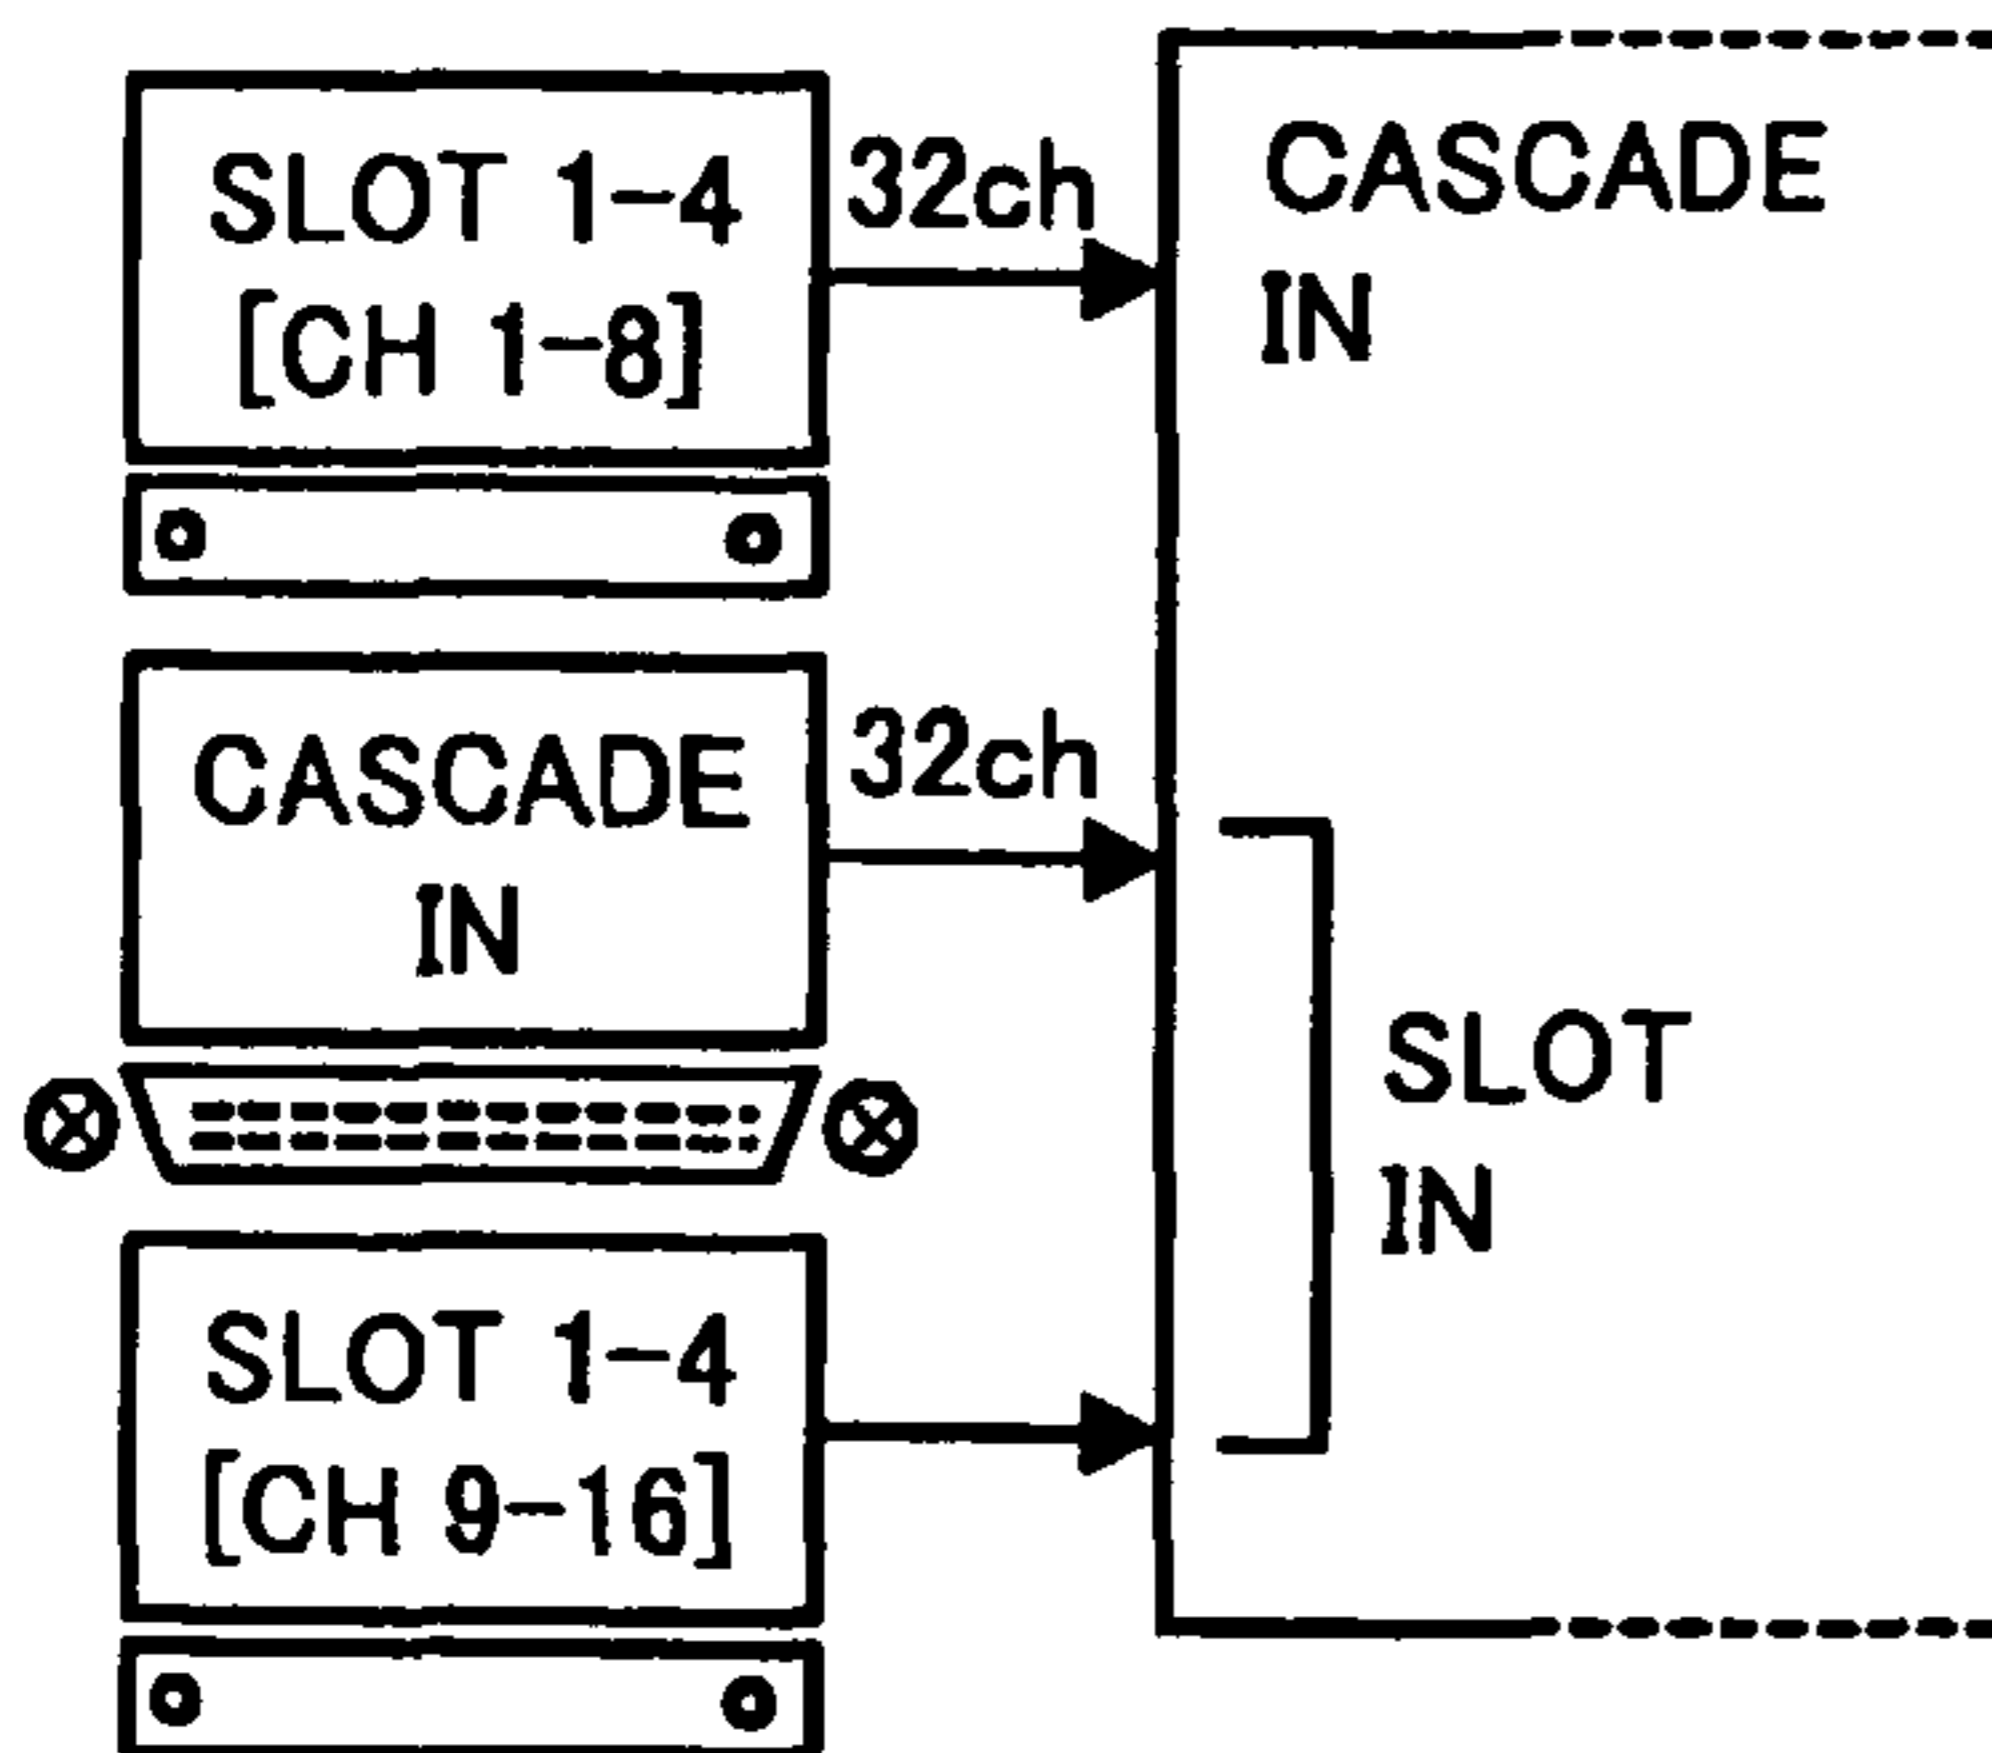 SLOT 1-4
[CH 1-8]
32ch
CASCADE
IN
CASCADE
IN
32ch
SLOT
IN
SLOT 1-4
[CH 9-16]